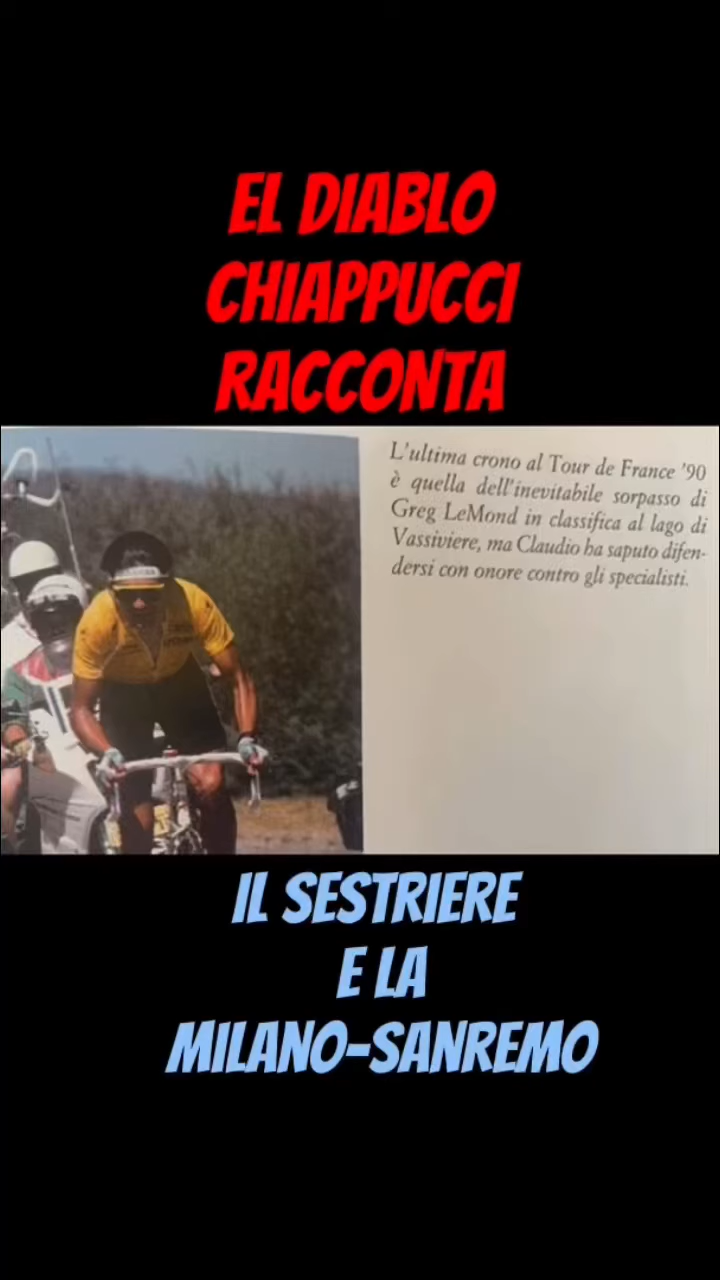 EL DIABLO
CHIAPPUCCI
RACCONTA
L'ultima crono al Tour de France '90
è quella dell'inevitabile sorpasso di
Greg LeMond in classifica al lago di
Vassiviere, ma Claudio ha saputo difen-
dersi con onore contro gli specialisti.
IL SESTRIERE
E LA
MILANO-SANREMO